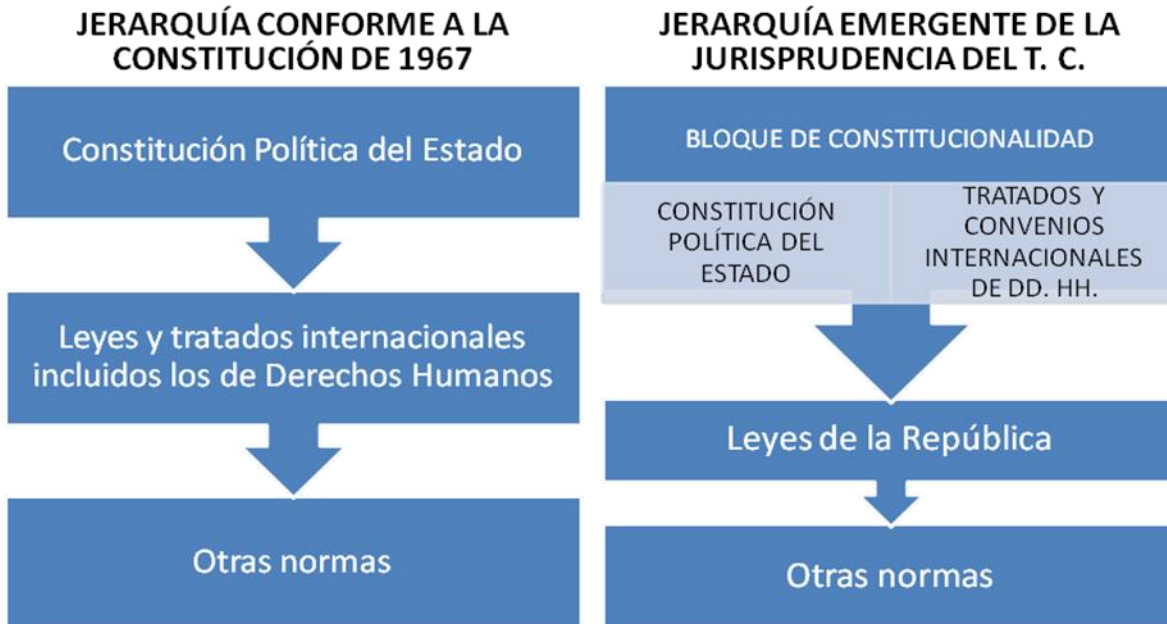 JERARQUÍA CONFORME A LA
CONSTITUCIÓN DE 1967
Constitución Política del Estado
Leyes y tratados internacionales
incluidos los de Derechos Humanos
Otras normas
JERARQUÍA EMERGENTE DE LA
JURISPRUDENCIA DEL T. C.
BLOQUE DE CONSTITUCIONALIDAD
CONSTITUCIÓN
POLÍTICA DEL
ESTADO
TRATADOS Y
CONVENIOS
INTERNACIONALES
DE DD. HH.
Leyes de la República
Otras normas